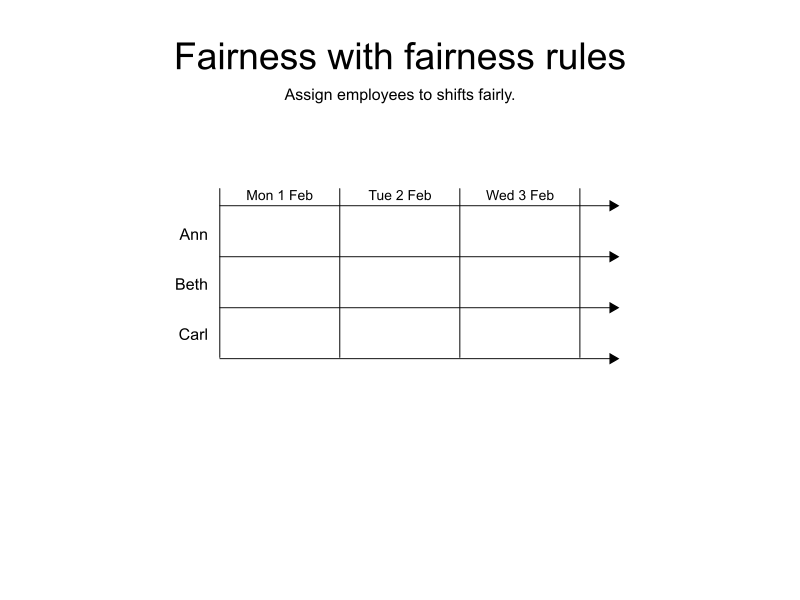 Fairness with fairness rules
Assign employees to shifts fairly.
Mon 1 Feb Tue 2 Feb Wed 3 Feb
Ann
Beth
Carl